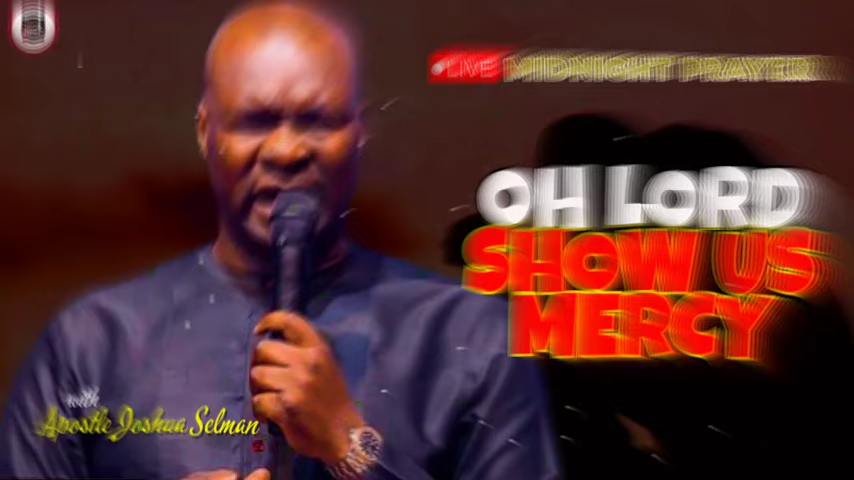 LIVE MIDNIGHT PRAYER
OH LORD
SHOW US
MERCY
with
Apostle Joshua Selman